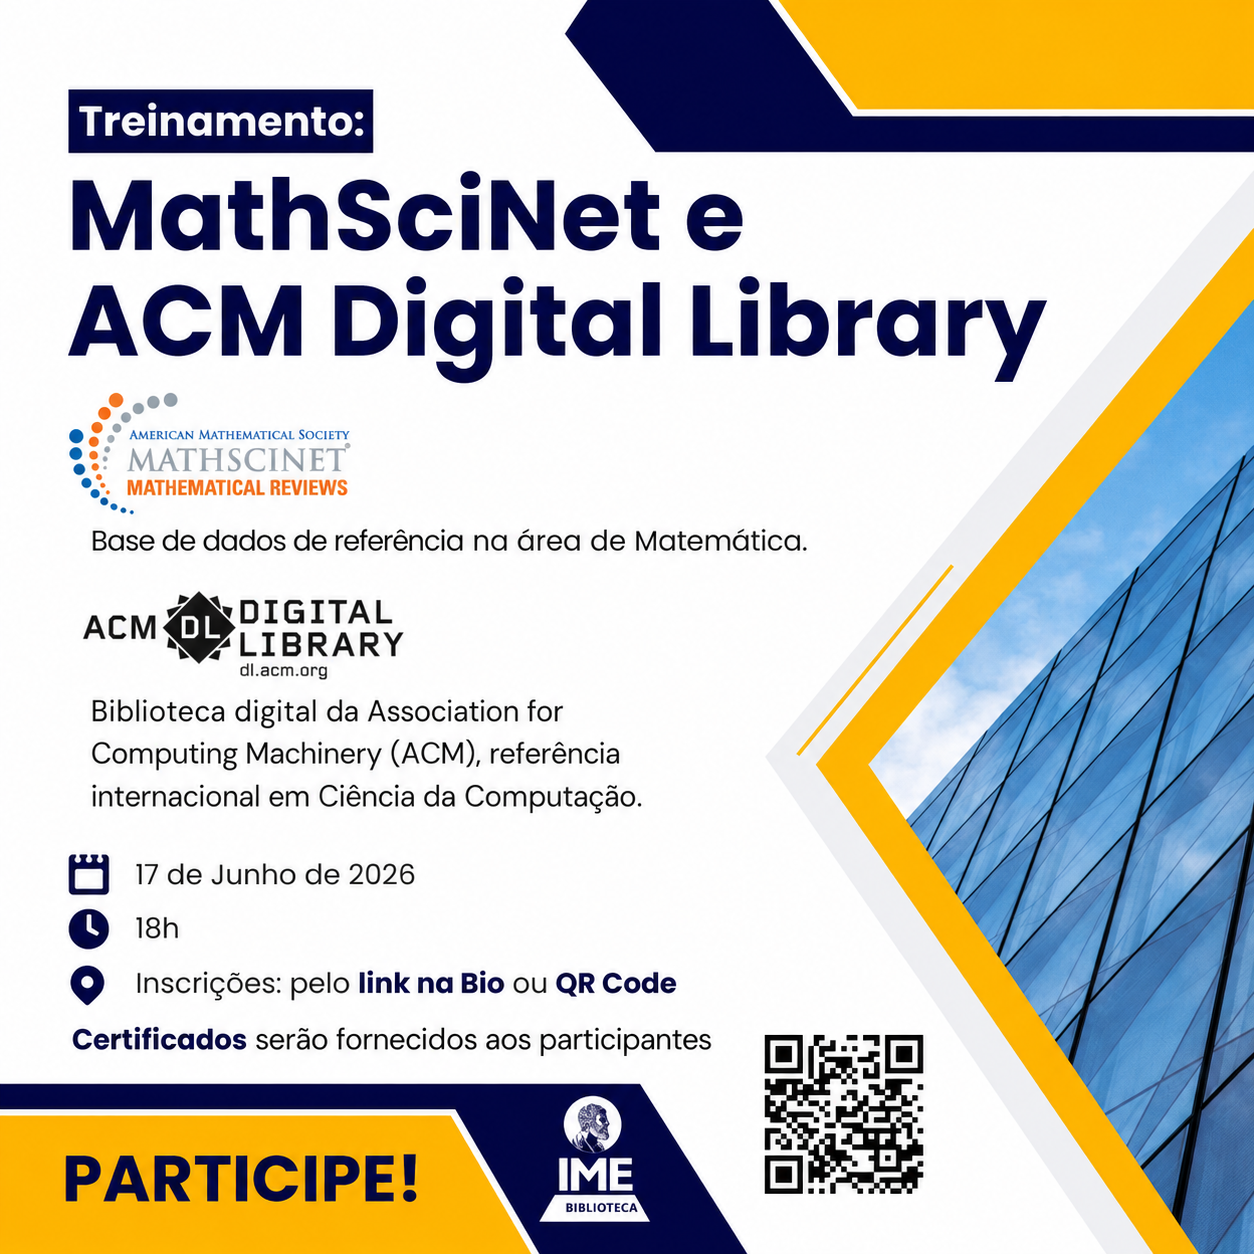 Treinamento:
MathSciNet e
ACM Digital Library
AMERICAN MATHEMATICAL SOCIETY
MATHSCINET®
MATHEMATICAL REVIEWS
Base de dados de referência na área de Matemática.
ACM DL DIGITAL
LIBRARY
dl.acm.org
Biblioteca digital da Association for
Computing Machinery (ACM), referência
internacional em Ciência da Computação.
17 de Junho de 2026
18h
Inscrições: pelo link na Bio ou QR Code
Certificados serão fornecidos aos participantes
PARTICIPE!
IME
BIBLIOTECA